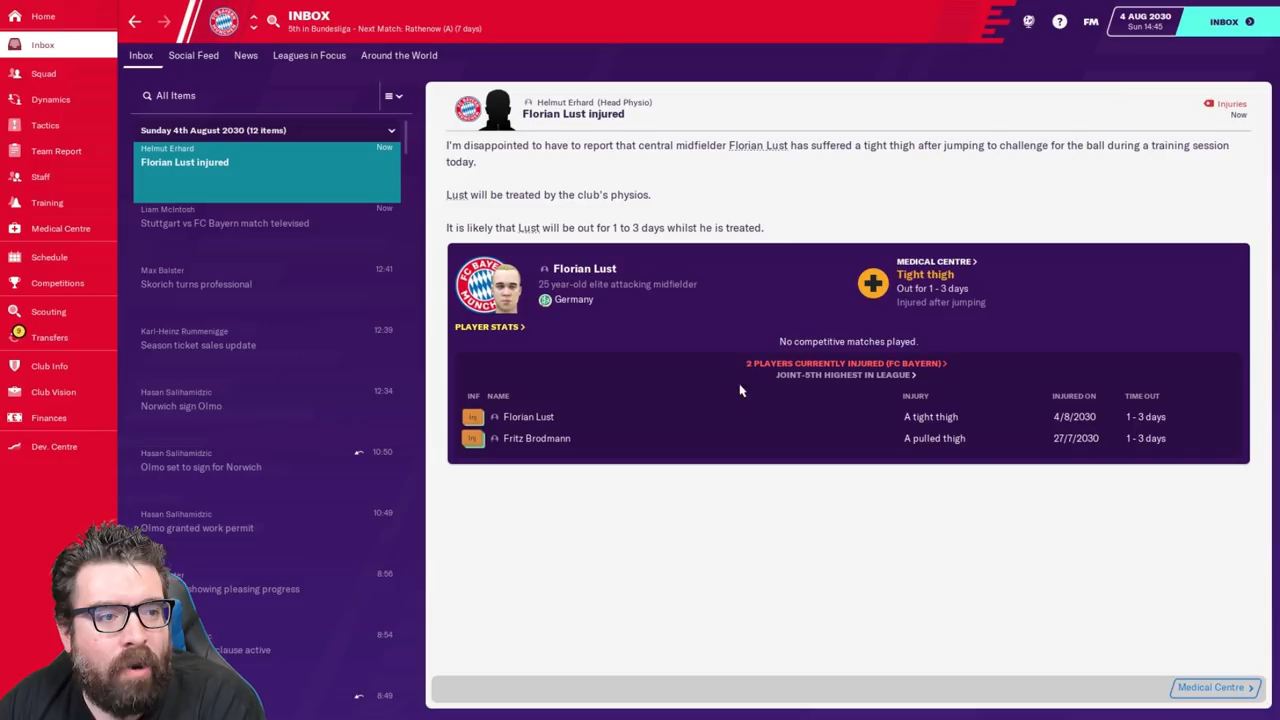 Home
INBOX
5th in Bundesliga - Next Match: Rathenow (A) (7 days)
FM
4 AUG 2030
Sun 14:45
INBOX
Inbox
Squad
Dynamics
Tactics
Team Report
Staff
Training
Medical Centre
Schedule
Competitions
Scouting
9
Transfers
Club Info
Club Vision
Finances
Dev. Centre
Inbox
Social Feed
News
Leagues in Focus
Around the World
All Items
Sunday 4th August 2030 (12 items)
Helmut Erhard
Now
Florian Lust injured
Liam McIntosh
Now
Stuttgart vs FC Bayern match televised
Max Balster
12:41
Skorich turns professional
Karl-Heinz Rummenigge
12:39
Season ticket sales update
Hasan Salihamidzic
12:34
Norwich sign Olmo
Hasan Salihamidzic
10:50
Olmo set to sign for Norwich
Hasan Salihamidzic
10:49
Olmo granted work permit
8:56
showing pleasing progress
8:54
clause active
8:49
Helmut Erhard (Head Physio)
Florian Lust injured
Injuries
Now
I'm disappointed to have to report that central midfielder Florian Lust has suffered a tight thigh after jumping to challenge for the ball during a training session
today.
Lust will be treated by the club's physios.
It is likely that Lust will be out for 1 to 3 days whilst he is treated.
FC BAYERN
MÜNCHEN
Florian Lust
25 year-old elite attacking midfielder
Germany
PLAYER STATS
MEDICAL CENTRE
Tight thigh
Out for 1 - 3 days
Injured after jumping
No competitive matches played.
2 PLAYERS CURRENTLY INJURED (FC BAYERN)
JOINT-5TH HIGHEST IN LEAGUE
INF NAME INJURY INJURED ON TIME OUT
Inj Florian Lust A tight thigh 4/8/2030 1 - 3 days
Inj Fritz Brodmann A pulled thigh 27/7/2030 1 - 3 days
Medical Centre